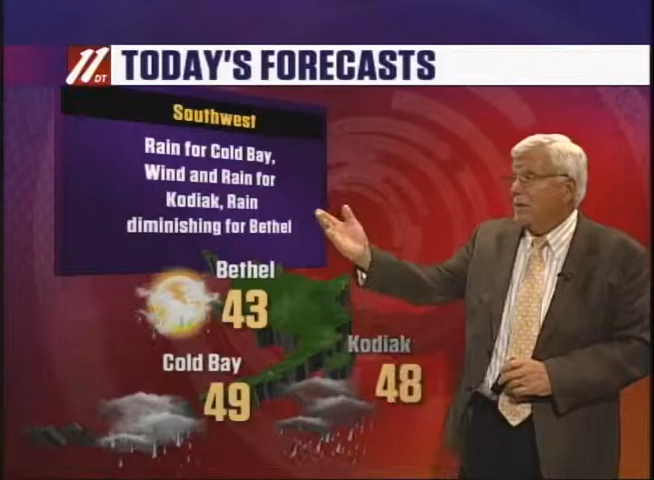 11 DT
TODAY'S FORECASTS
Southwest
Rain for Cold Bay,
Wind and Rain for
Kodiak, Rain
diminishing for Bethel
Bethel
43
Cold Bay
49
Kodiak
48